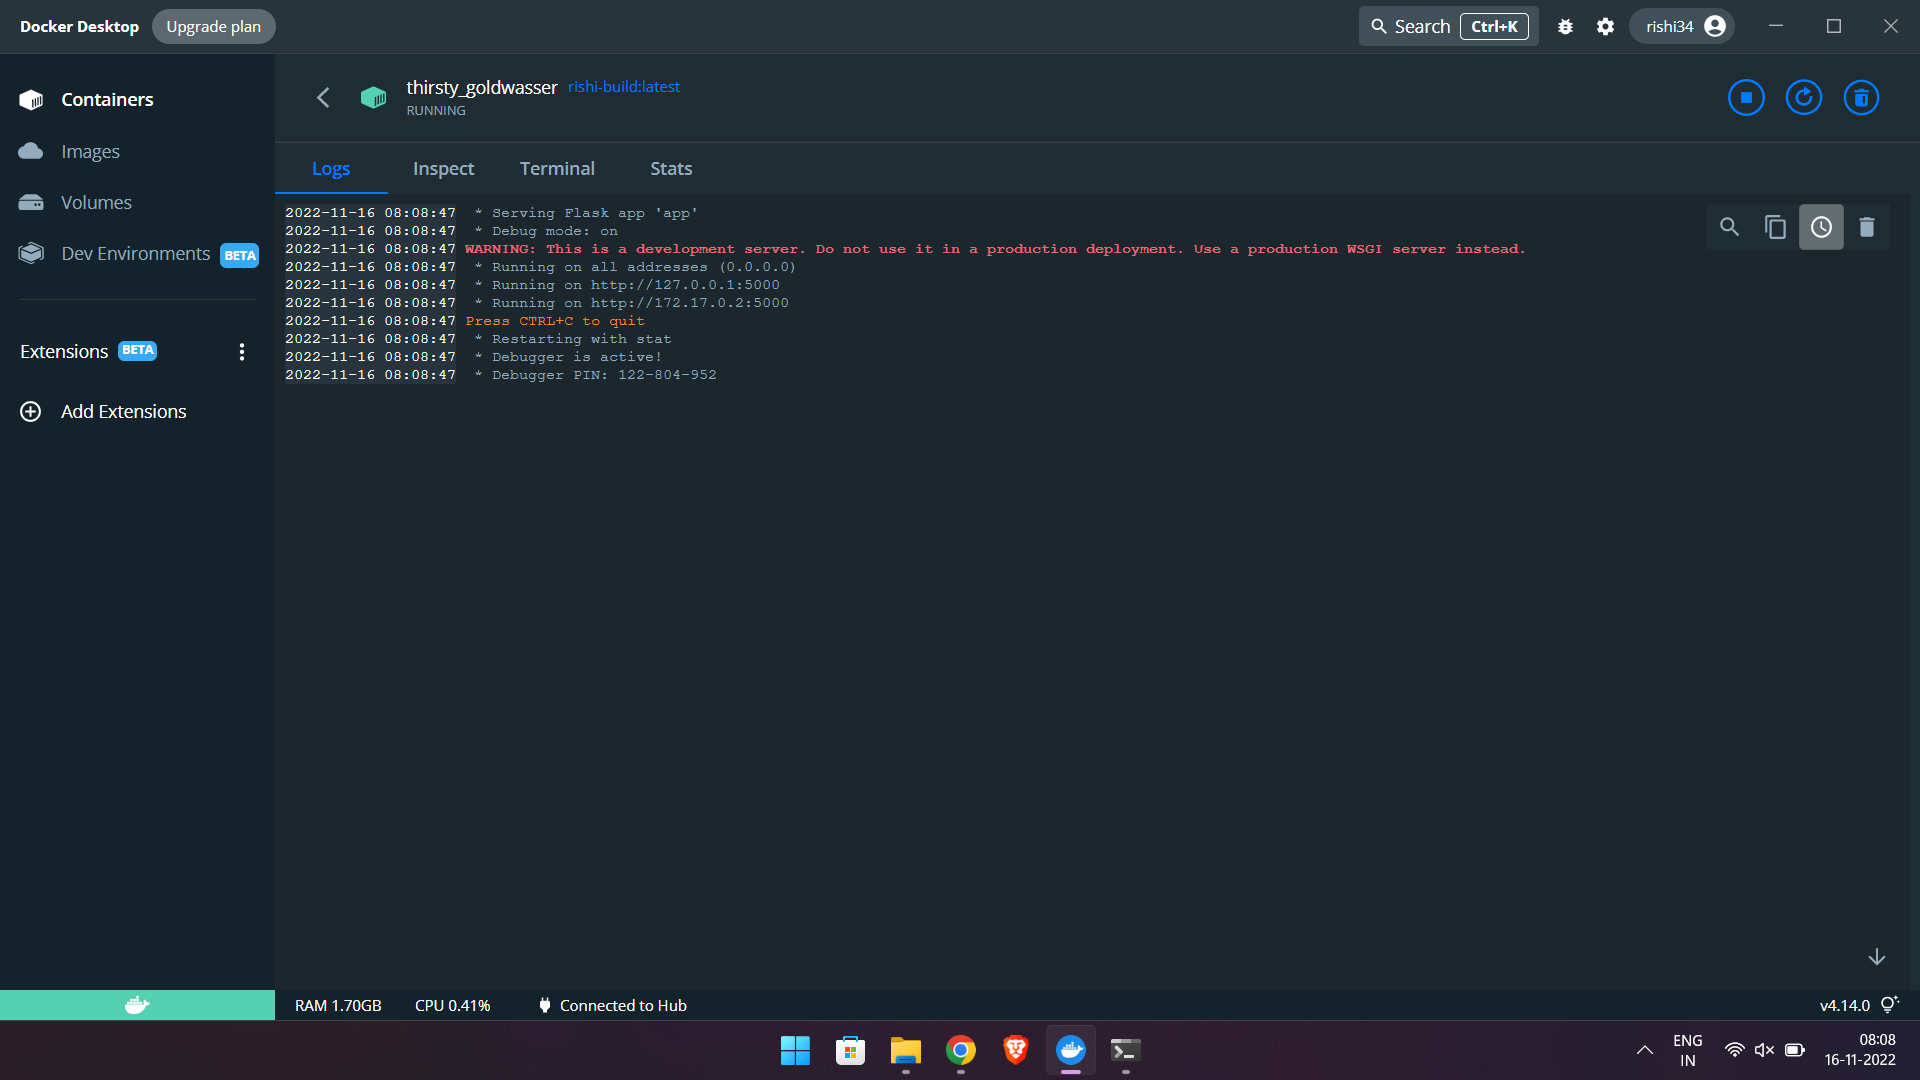 Docker Desktop Upgrade plan Search Ctrl+K rishi34
Containers
Images
Volumes
Dev Environments BETA
Extensions BETA
Add Extensions
thirsty_goldwasser rishi-build:latest
RUNNING
Logs Inspect Terminal Stats
2022-11-16 08:08:47 * Serving Flask app 'app'
2022-11-16 08:08:47 * Debug mode: on
2022-11-16 08:08:47 WARNING: This is a development server. Do not use it in a production deployment. Use a production WSGI server instead.
2022-11-16 08:08:47 * Running on all addresses (0.0.0.0)
2022-11-16 08:08:47 * Running on http://127.0.0.1:5000
2022-11-16 08:08:47 * Running on http://172.17.0.2:5000
2022-11-16 08:08:47 Press CTRL+C to quit
2022-11-16 08:08:47 * Restarting with stat
2022-11-16 08:08:47 * Debugger is active!
2022-11-16 08:08:47 * Debugger PIN: 122-804-952
RAM 1.70GB CPU 0.41% Connected to Hub v4.14.0
ENG
IN
08:08
16-11-2022